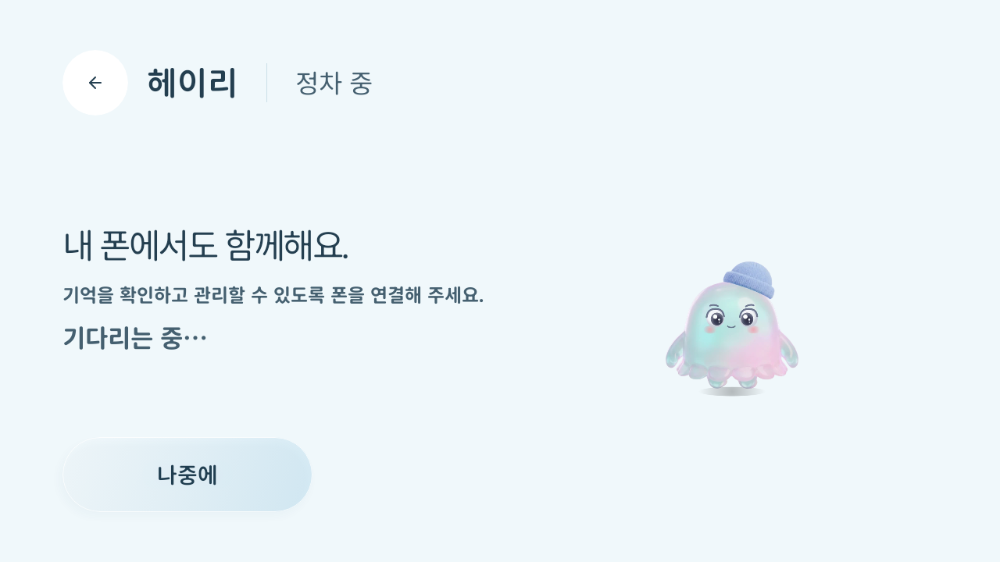 헤이리
정차 중
내 폰에서도 함께해요.
기억을 확인하고 관리할 수 있도록 폰을 연결해 주세요.
기다리는 중···
나중에